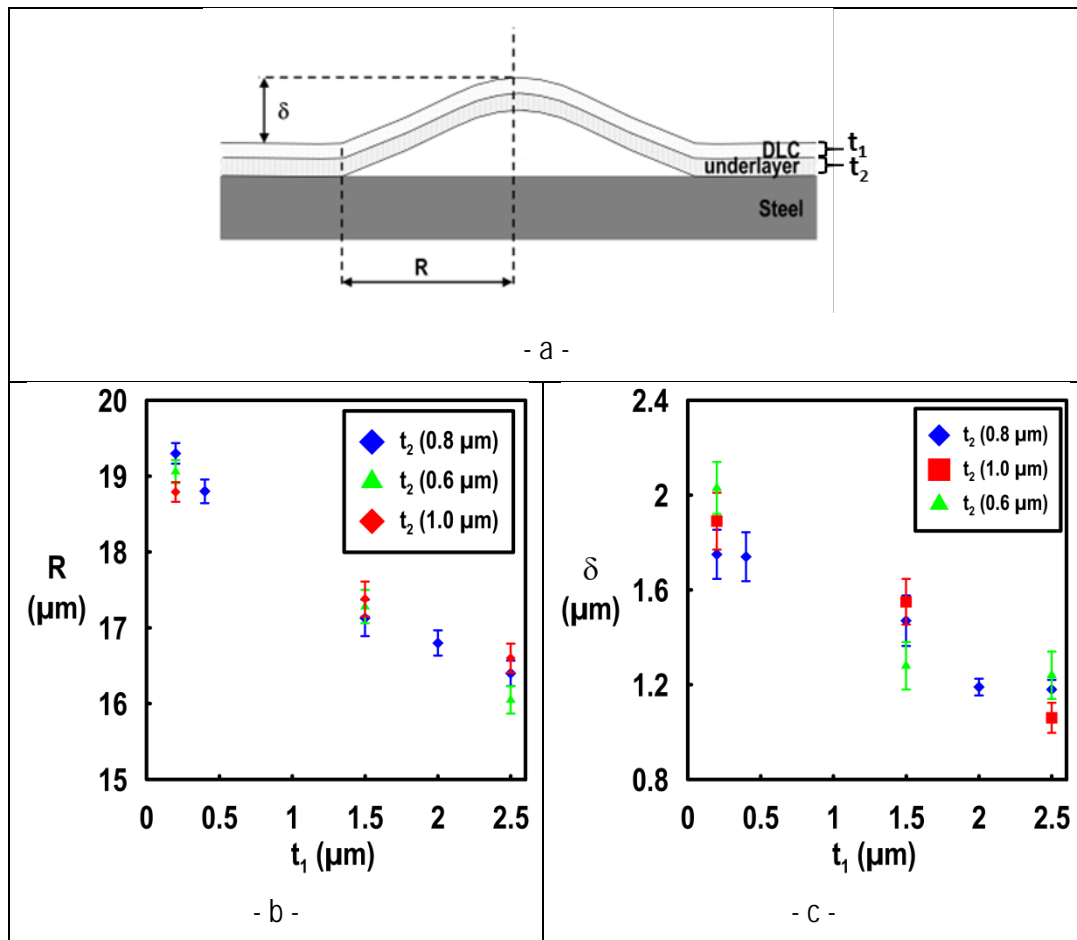 δ
DLC
t₁
underlayer
t₂
Steel
R
- a -
20
19
18
17
16
15
R
(µm)
t₂ (0.8 µm)
t₂ (0.6 µm)
t₂ (1.0 µm)
0 0.5 1 1.5 2 2.5
t₁ (µm)
- b -
2.4
2
1.6
1.2
0.8
δ
(µm)
t₂ (0.8 µm)
t₂ (1.0 µm)
t₂ (0.6 µm)
0 0.5 1 1.5 2 2.5
t₁ (µm)
- c -